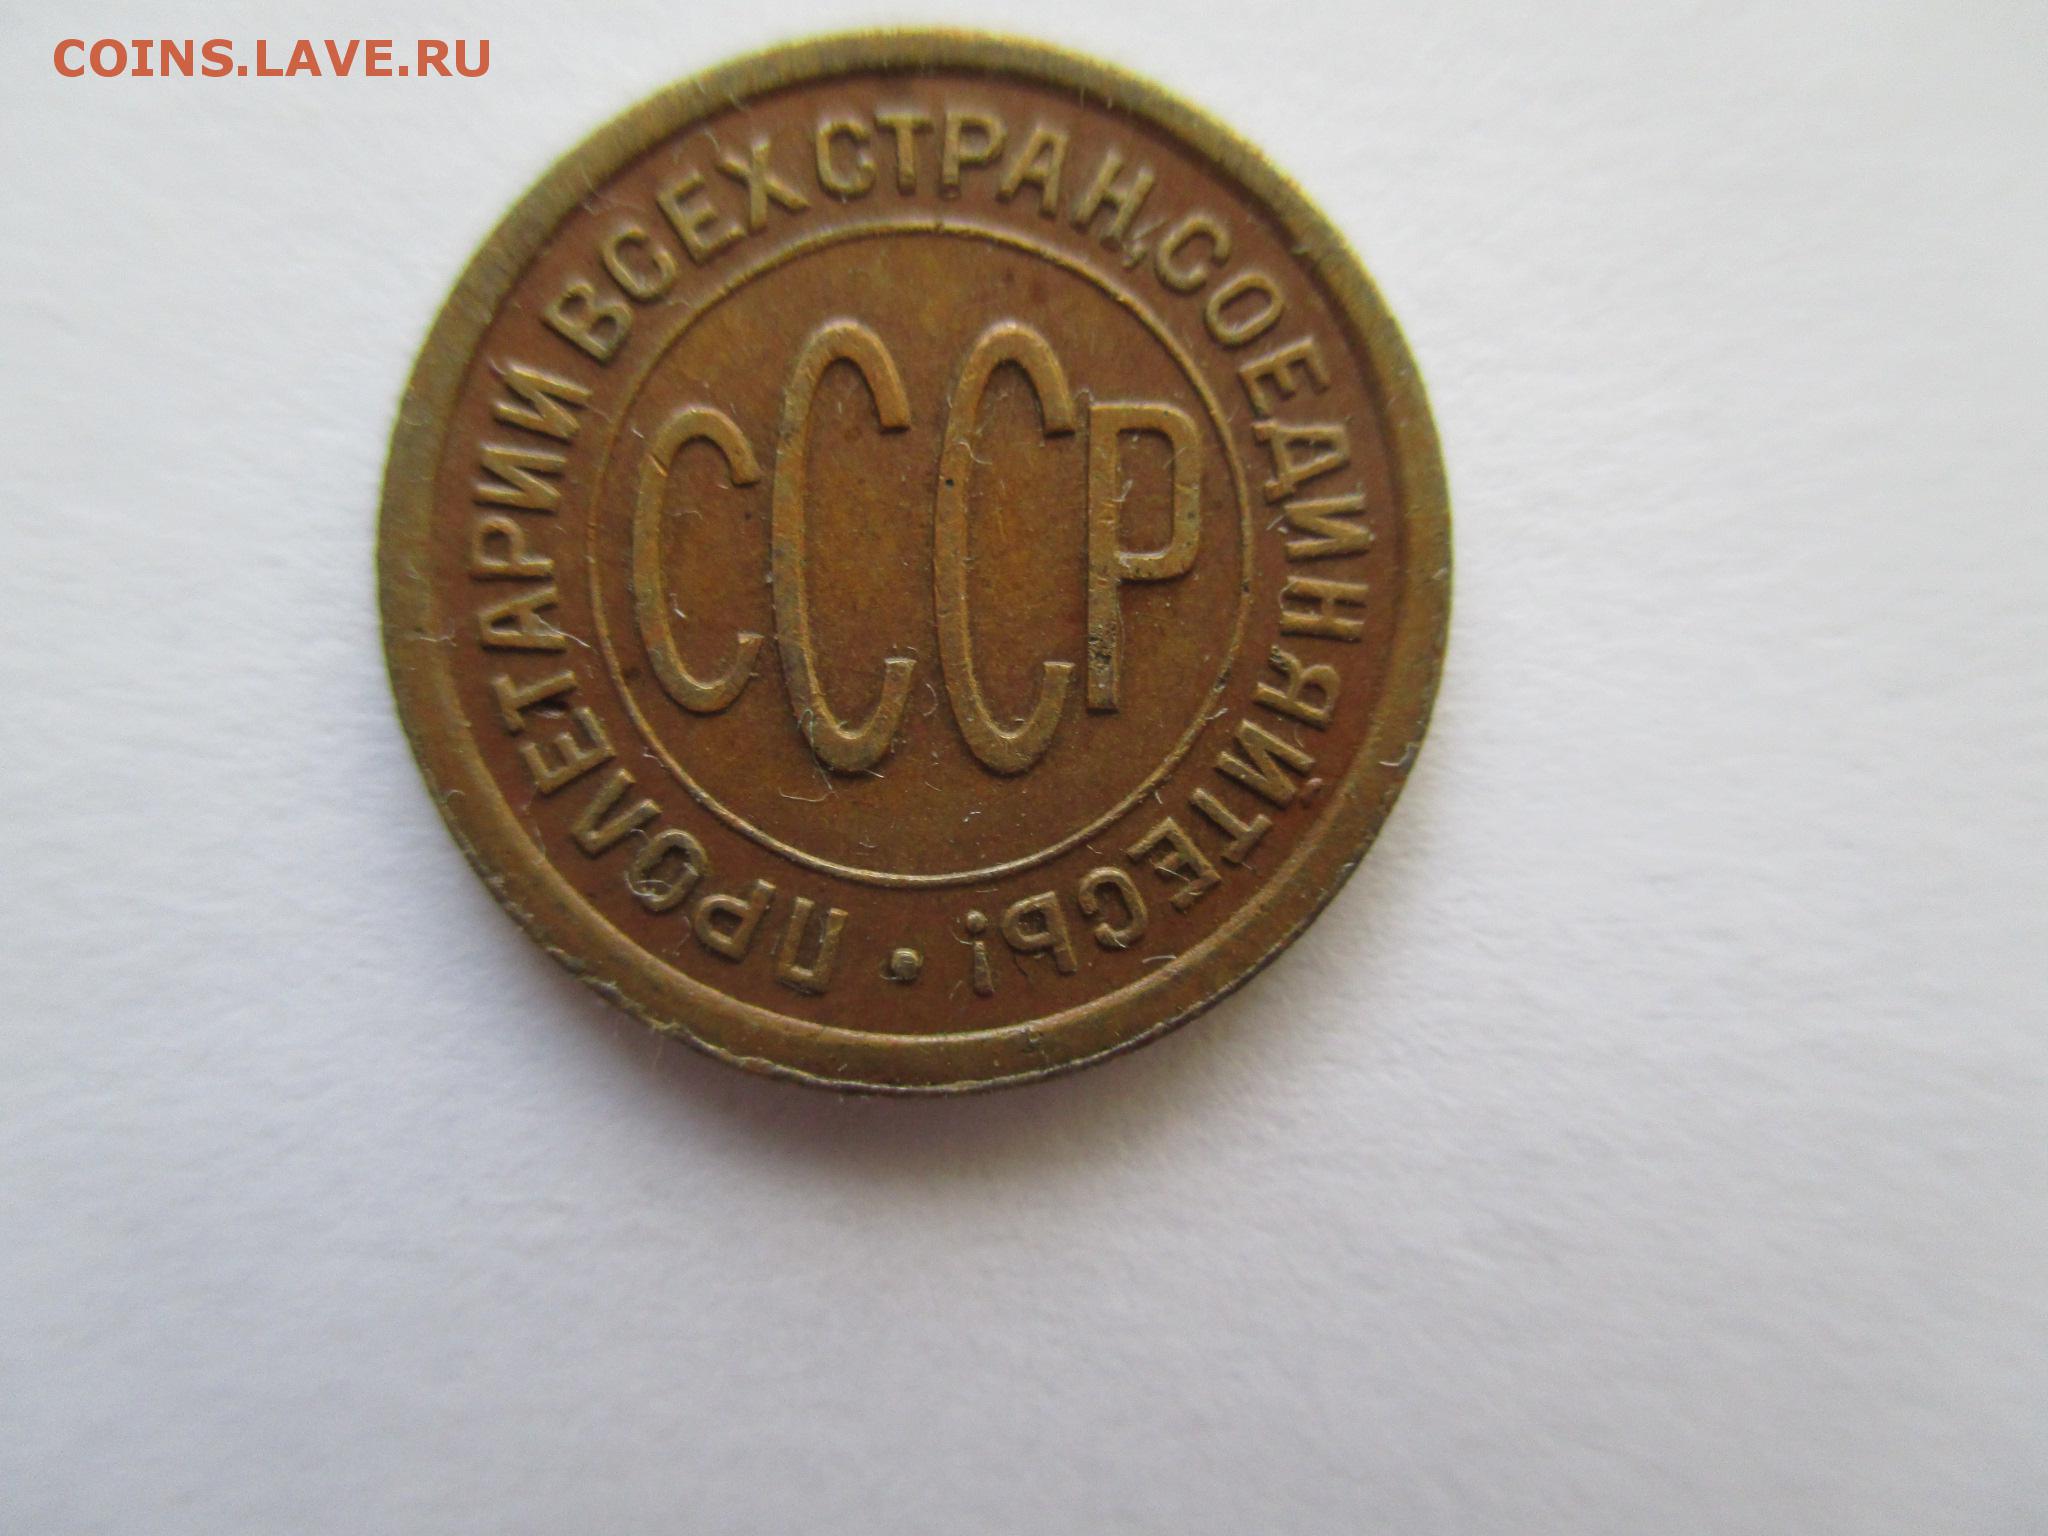 COINS.LAVE.RU
ПРОЛЕТАРИИ ВСЕХ СТРАН, СОЕДИНЯЙТЕСЬ! •
СССР